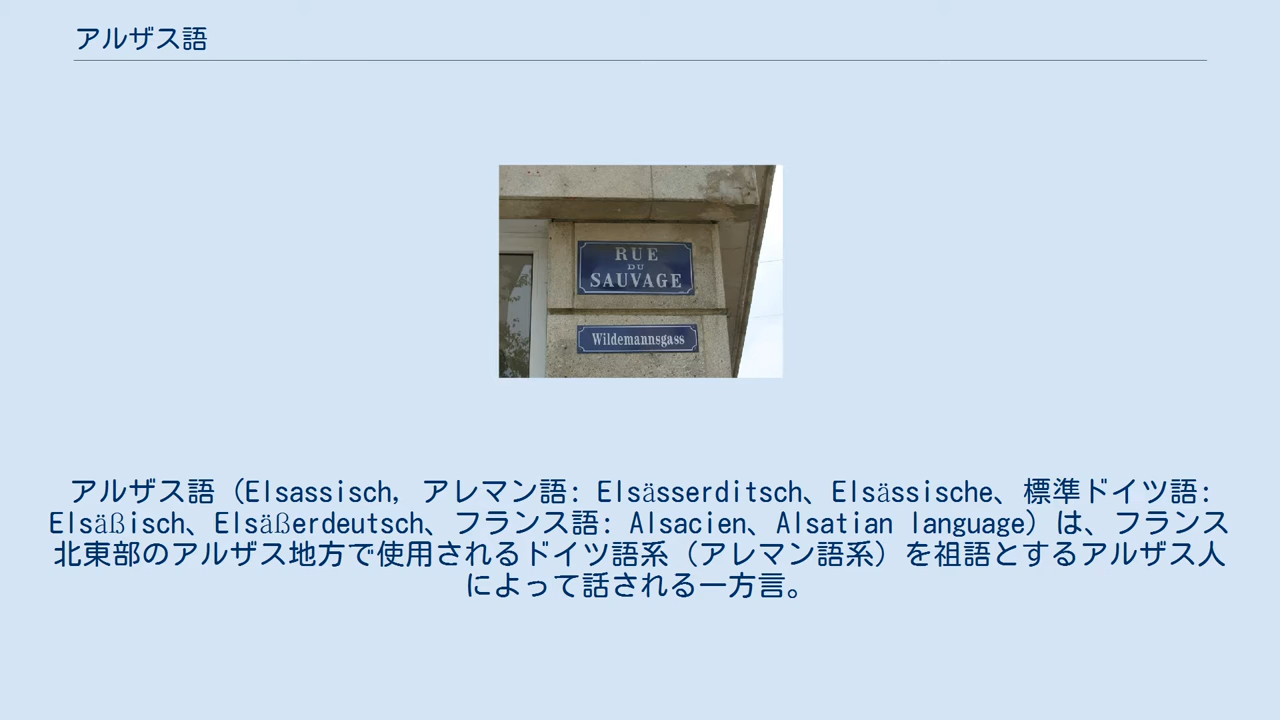 アルザス語
RUE
DU
SAUVAGE
Wildemannsgass
アルザス語（Elsassisch, アレマン語: Elsässerditsch、Elsässische、標準ドイツ語:
Elsäßisch、Elsäßerdeutsch、フランス語: Alsacien、Alsatian language）は、フランス
北東部のアルザス地方で使用されるドイツ語系（アレマン語系）を祖語とするアルザス人
によって話される一方言。